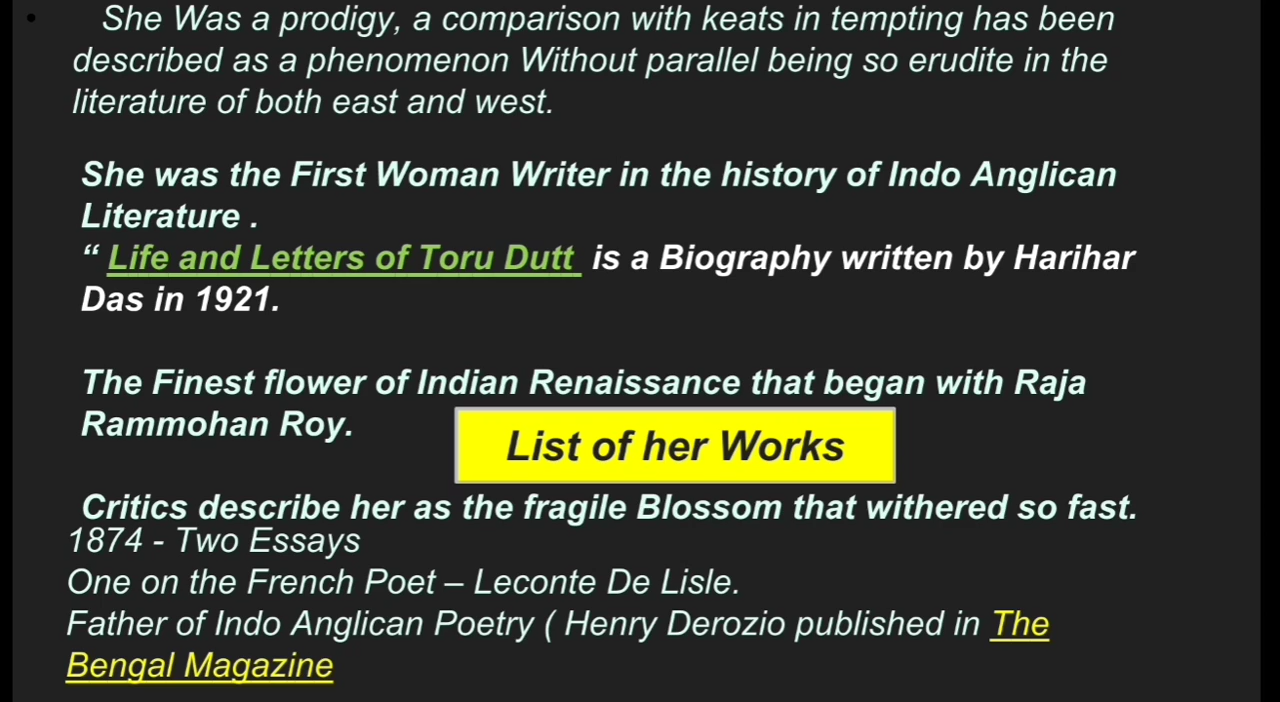 She Was a prodigy, a comparison with keats in tempting has been
described as a phenomenon Without parallel being so erudite in the
literature of both east and west.
She was the First Woman Writer in the history of Indo Anglican
Literature .
“ Life and Letters of Toru Dutt is a Biography written by Harihar
Das in 1921.
The Finest flower of Indian Renaissance that began with Raja
Rammohan Roy.
List of her Works
Critics describe her as the fragile Blossom that withered so fast.
1874 - Two Essays
One on the French Poet – Leconte De Lisle.
Father of Indo Anglican Poetry ( Henry Derozio published in The
Bengal Magazine